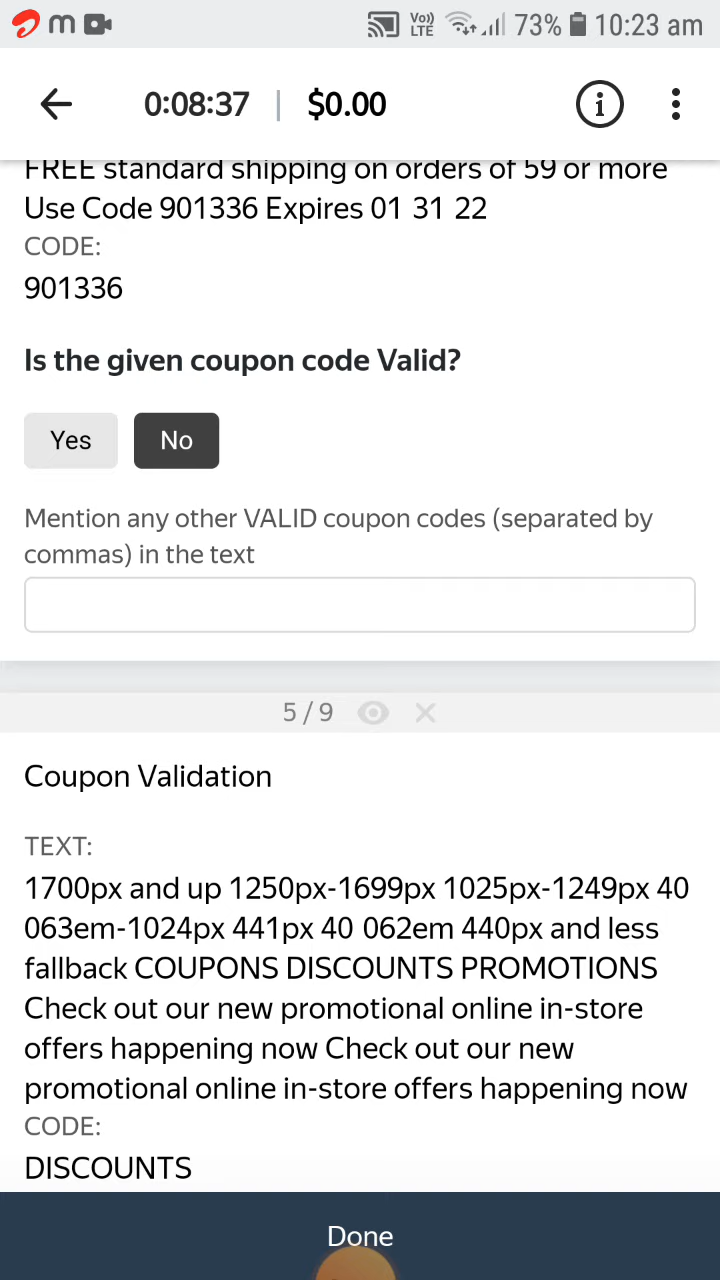 m
Vo)) LTE 73% 10:23 am
0:08:37 | $0.00
FREE standard shipping on orders of 59 or more
Use Code 901336 Expires 01 31 22
CODE:
901336
Is the given coupon code Valid?
Yes No
Mention any other VALID coupon codes (separated by
commas) in the text
5 / 9
Coupon Validation
TEXT:
1700px and up 1250px-1699px 1025px-1249px 40
063em-1024px 441px 40 062em 440px and less
fallback COUPONS DISCOUNTS PROMOTIONS
Check out our new promotional online in-store
offers happening now Check out our new
promotional online in-store offers happening now
CODE:
DISCOUNTS
Done